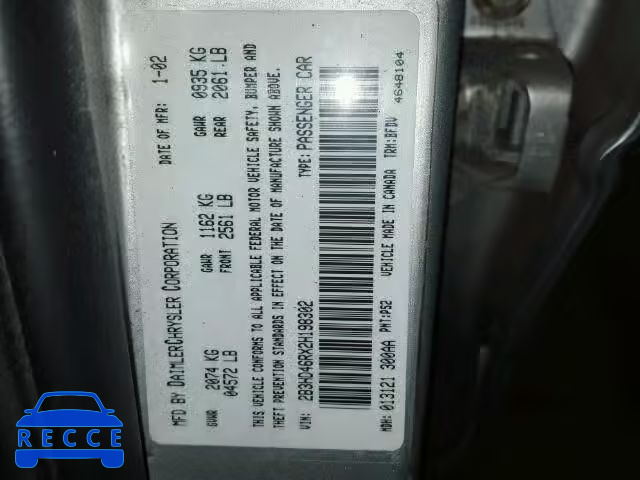 MFD BY DAIMLERCHRYSLER CORPORATION DATE OF MFR: 1-02
GVWR 2074 KG GAWR 1162 KG GAWR 0935 KG
04572 LB FRONT 2561 LB REAR 2061 LB
THIS VEHICLE CONFORMS TO ALL APPLICABLE FEDERAL MOTOR VEHICLE SAFETY, BUMPER AND
THEFT PREVENTION STANDARDS IN EFFECT ON THE DATE OF MANUFACTURE SHOWN ABOVE.
VIN: 2B3HD46RX2H198302 TYPE: PASSENGER CAR
MDH: 013121 300AA PNT:PS2 VEHICLE MADE IN CANADA TRM:BFDV
4648104
RECCE